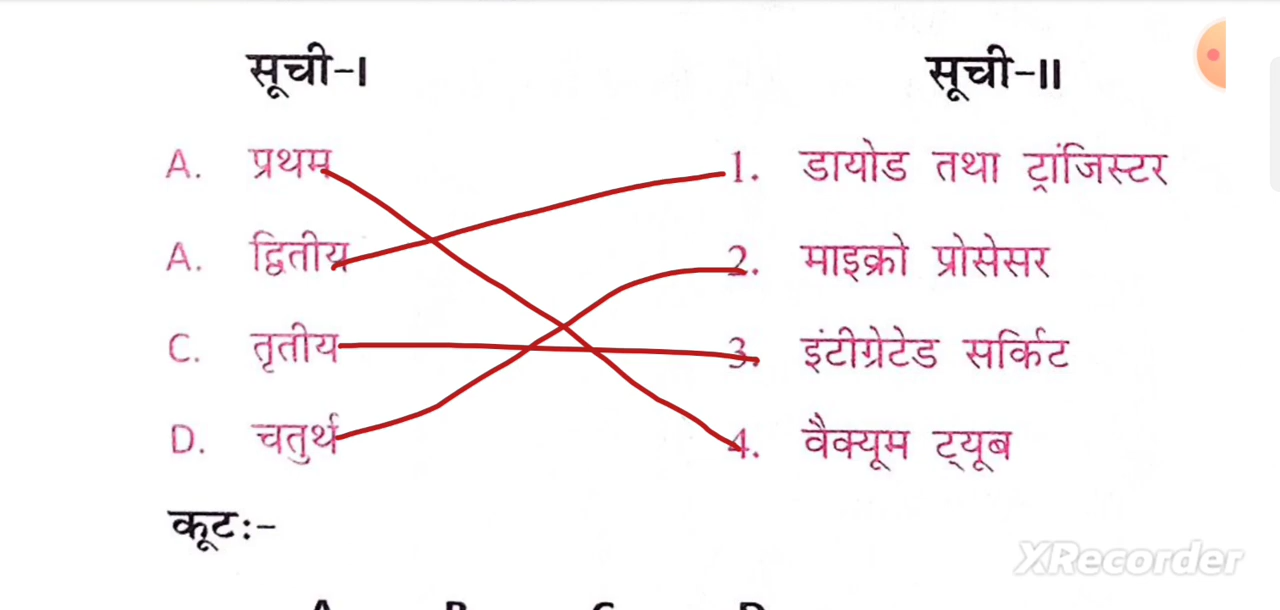 सूची-I सूची-II
A. प्रथम 1. डायोड तथा ट्रांजिस्टर
A. द्वितीय 2. माइक्रो प्रोसेसर
C. तृतीय 3. इंटीग्रेटेड सर्किट
D. चतुर्थ 4. वैक्यूम ट्यूब
कूटः-
A B C D
XRecorder